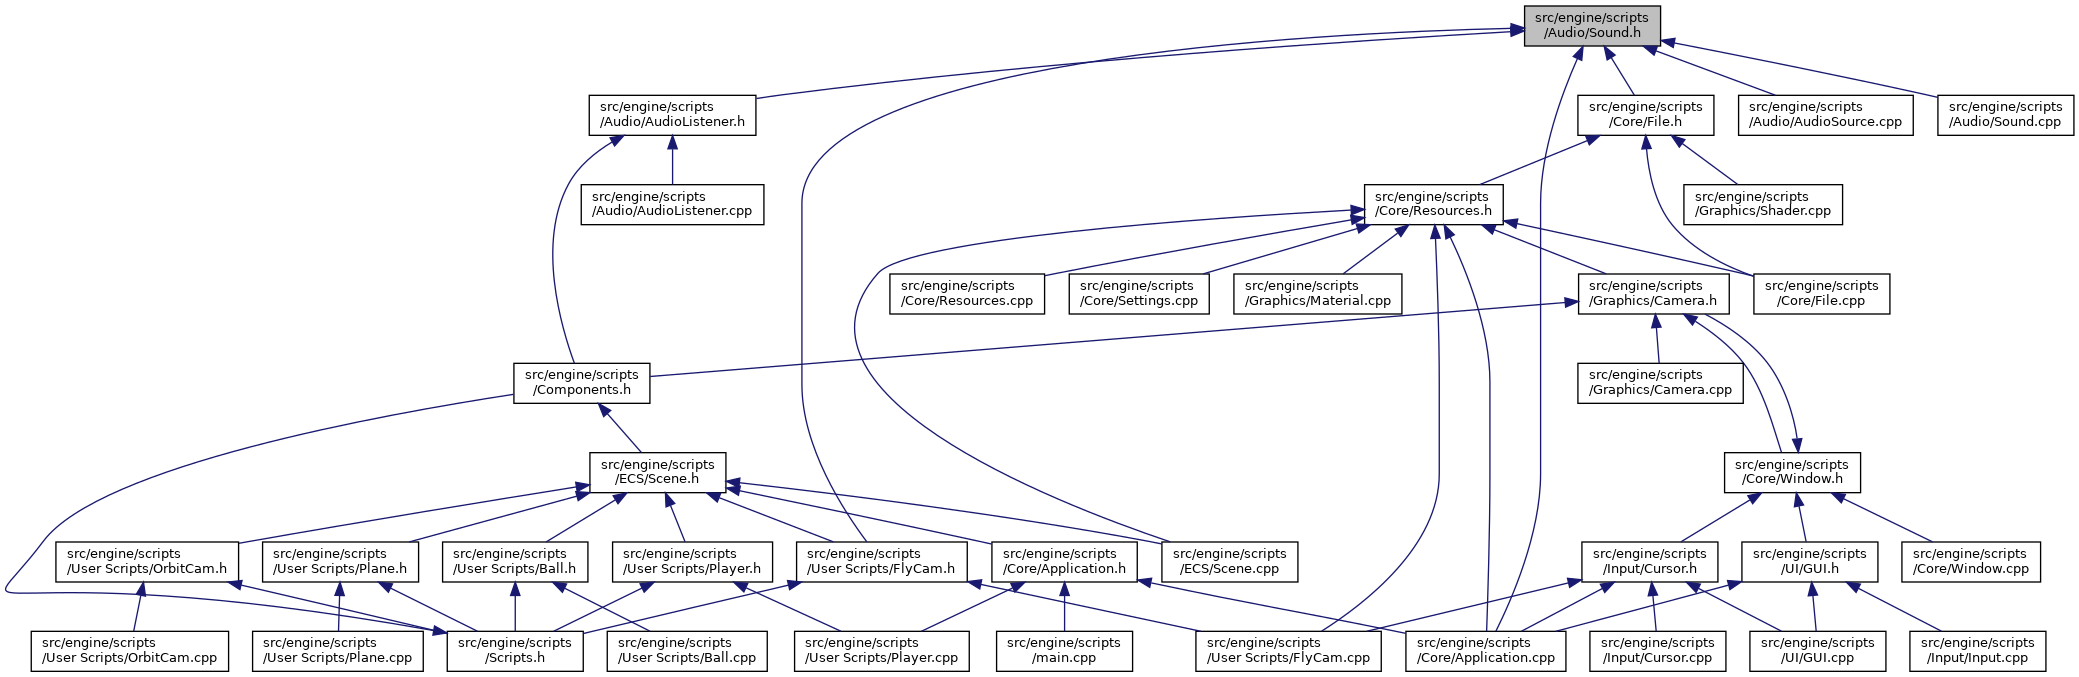 src/engine/scripts
/Audio/Sound.h
src/engine/scripts
/Audio/AudioListener.h
src/engine/scripts
/Core/File.h
src/engine/scripts
/Audio/AudioSource.cpp
src/engine/scripts
/Audio/Sound.cpp
src/engine/scripts
/Audio/AudioListener.cpp
src/engine/scripts
/Core/Resources.h
src/engine/scripts
/Graphics/Shader.cpp
src/engine/scripts
/Core/Resources.cpp
src/engine/scripts
/Core/Settings.cpp
src/engine/scripts
/Graphics/Material.cpp
src/engine/scripts
/Graphics/Camera.h
src/engine/scripts
/Core/File.cpp
src/engine/scripts
/Components.h
src/engine/scripts
/Graphics/Camera.cpp
src/engine/scripts
/ECS/Scene.h
src/engine/scripts
/Core/Window.h
src/engine/scripts
/User Scripts/OrbitCam.h
src/engine/scripts
/User Scripts/Plane.h
src/engine/scripts
/User Scripts/Ball.h
src/engine/scripts
/User Scripts/Player.h
src/engine/scripts
/User Scripts/FlyCam.h
src/engine/scripts
/Core/Application.h
src/engine/scripts
/ECS/Scene.cpp
src/engine/scripts
/Input/Cursor.h
src/engine/scripts
/UI/GUI.h
src/engine/scripts
/Core/Window.cpp
src/engine/scripts
/User Scripts/OrbitCam.cpp
src/engine/scripts
/User Scripts/Plane.cpp
src/engine/scripts
/Scripts.h
src/engine/scripts
/User Scripts/Ball.cpp
src/engine/scripts
/User Scripts/Player.cpp
src/engine/scripts
/main.cpp
src/engine/scripts
/User Scripts/FlyCam.cpp
src/engine/scripts
/Core/Application.cpp
src/engine/scripts
/Input/Cursor.cpp
src/engine/scripts
/UI/GUI.cpp
src/engine/scripts
/Input/Input.cpp